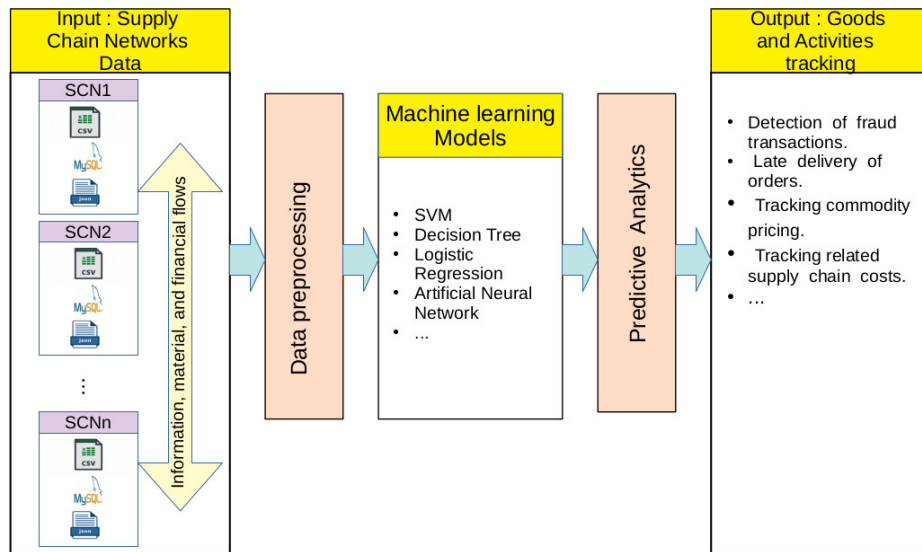 Input : Supply
Chain Networks
Data
SCN1
CSV
MySQL
json
SCN2
CSV
MySQL
json
...
SCNn
CSV
MySQL
json
Information, material, and financial flows
Data preprocessing
Machine learning
Models
• SVM
• Decision Tree
• Logistic
Regression
• Artificial Neural
Network
• ...
Predictive Analytics
Output : Goods
and Activities
tracking
• Detection of fraud
transactions.
• Late delivery of
orders.
• Tracking commodity
pricing.
• Tracking related
supply chain costs.
• ...